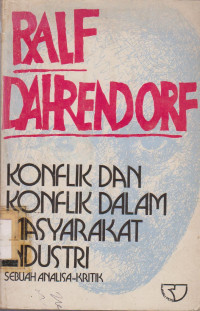 RALF
DAHRENDORF
KONFLIK DAN
KONFLIK DALAM
MASYARAKAT
INDUSTRI
SEBUAH ANALISA-KRITIK